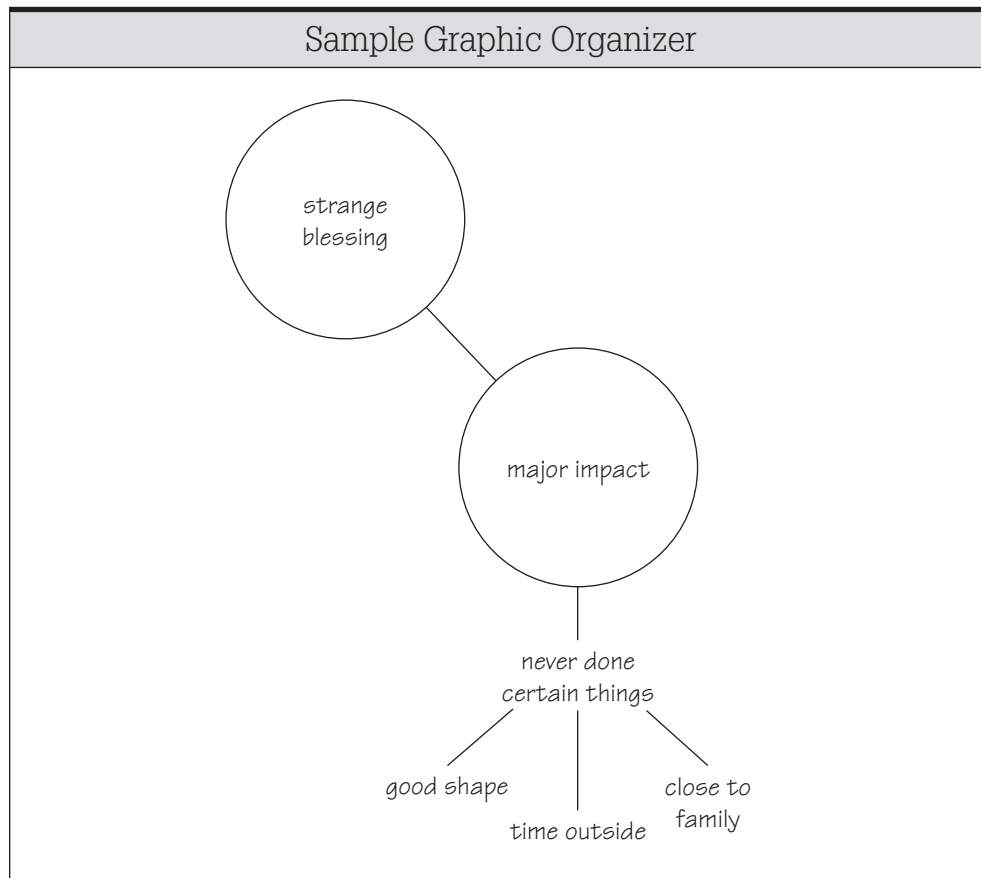 Sample Graphic Organizer
strange
blessing
major impact
never done
certain things
good shape
time outside
close to
family